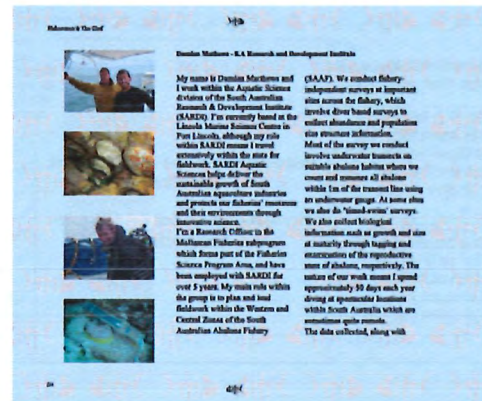 Fisherman & The Chef
Damian Matthews - SA Research and Development Institute
My name is Damian Matthews and
I work within the Aquatic Science
division of the South Australian
Research & Development Institute
(SARDI). I'm currently based at the
Lincoln Marine Science Centre in
Port Lincoln, although my role
within SARDI means I travel
extensively within the state for
fieldwork. SARDI Aquatic
Sciences helps deliver the
sustainable growth of South
Australian aquaculture industries
and protects our fisheries' resources
and their environments through
innovative science.
I'm a Research Officer in the
Molluscan Fisheries subprogram
which forms part of the Fisheries
Science Program Area, and have
been employed with SARDI for
over 5 years. My main role within
the group is to plan and lead
fieldwork within the Western and
Central Zones of the South
Australian Abalone Fishery
(SAAF). We conduct fishery-
independent surveys at important
sites across the fishery, which
involve diver based surveys to
collect abundance and population
size structure information.
Most of the survey we conduct
involve underwater transects on
suitable abalone habitat where we
count and measure all abalone
within 1m of the transect line using
an underwater gauge. At some sites
we also do 'timed-swim' surveys.
We also collect biological
information such as growth and size
at maturity through tagging and
examination of the reproductive
state of abalone, respectively. The
nature of our work means I spend
approximately 50 days each year
diving at spectacular locations
within South Australia which are
sometimes quite remote.
The data collected, along with